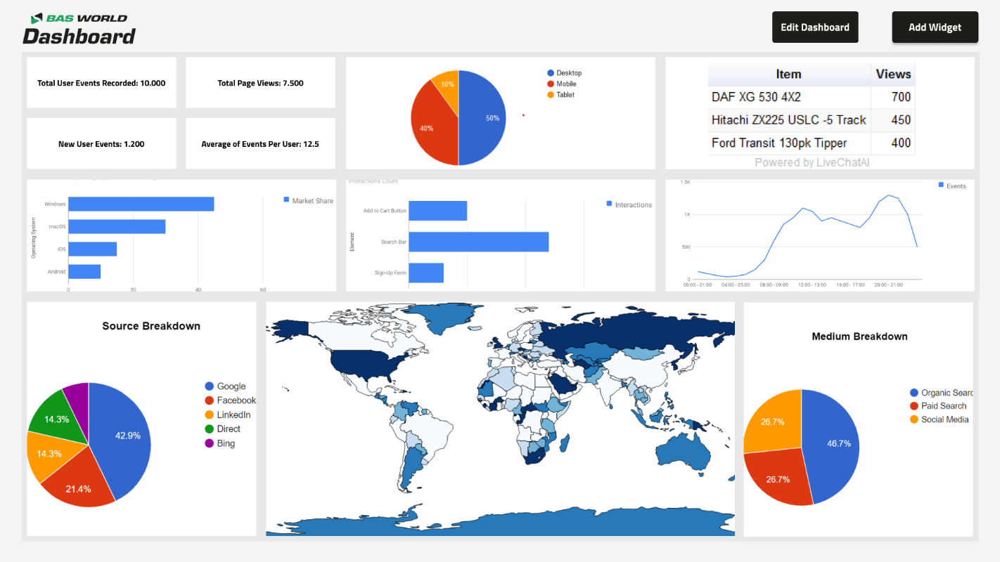 BAS WORLD
Dashboard
Edit Dashboard
Add Widget
Total User Events Recorded: 10.000
Total Page Views: 7.500
New User Events: 1.200
Average of Events Per User: 12.5
Desktop
Mobile
Tablet
10%
50%
40%
Item Views
DAF XG 530 4X2 700
Hitachi ZX225 USLC -5 Track 450
Ford Transit 130pk Tipper 400
Powered by LiveChatAI
Market Share
Operating System
Windows
macOS
iOS
Android
0 20 40 60
Interactions Count
Interactions
Element
Add to Cart Button
Search Bar
Sign-Up Form
Events
1.5K
1K
500
0
00:00 - 01:00 04:00 - 05:00 08:00 - 09:00 12:00 - 13:00 16:00 - 17:00 20:00 - 21:00
Source Breakdown
Google
Facebook
LinkedIn
Direct
Bing
14.3%
42.9%
14.3%
21.4%
Medium Breakdown
Organic Searc
Paid Search
Social Media
26.7%
46.7%
26.7%